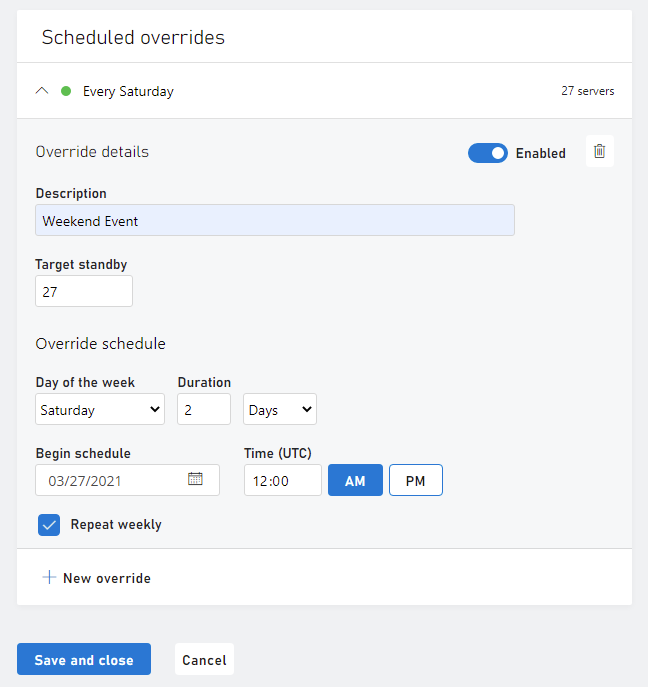 Scheduled overrides
Every Saturday 27 servers
Override details Enabled
Description
Weekend Event
Target standby
27
Override schedule
Day of the week Duration
Saturday 2 Days
Begin schedule Time (UTC)
03/27/2021 12:00 AM PM
Repeat weekly
New override
Save and close Cancel